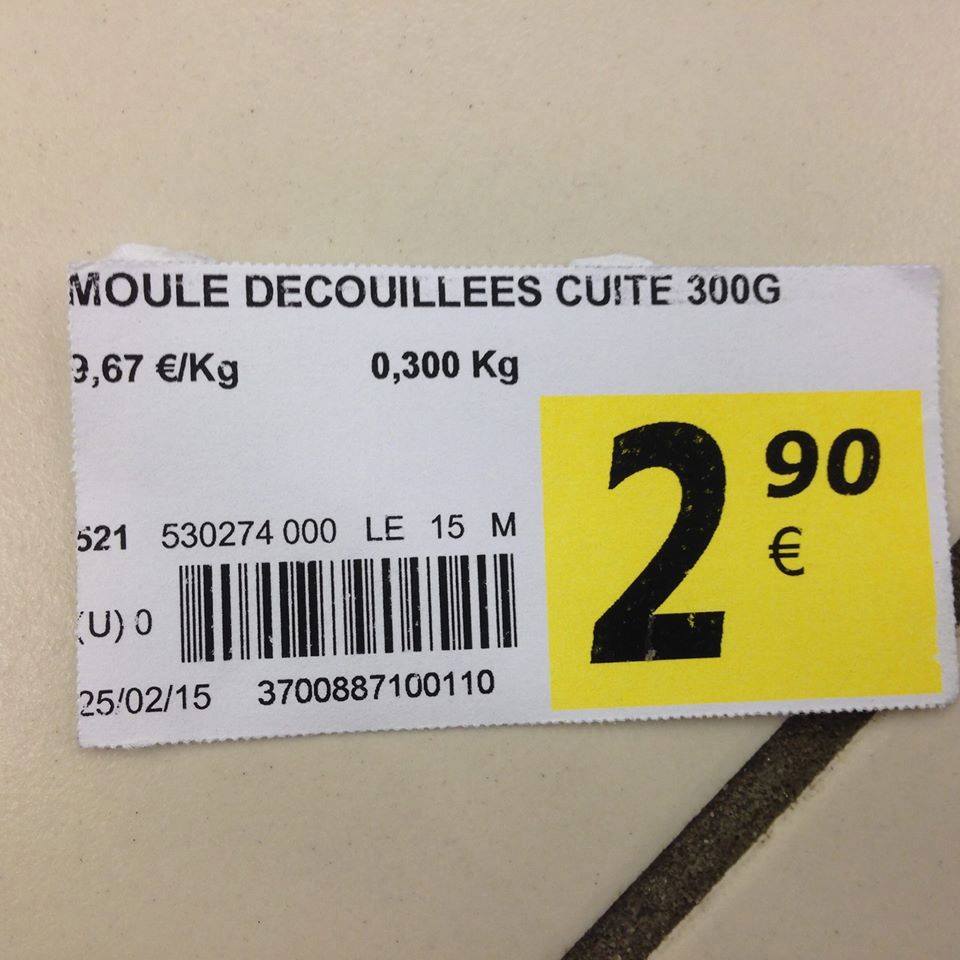 MOULE DECOUILLEES CUITE 300G
9,67 €/Kg 0,300 Kg
2 90 €
521 530274 000 LE 15 M
(U) 0
25/02/15 3700887100110